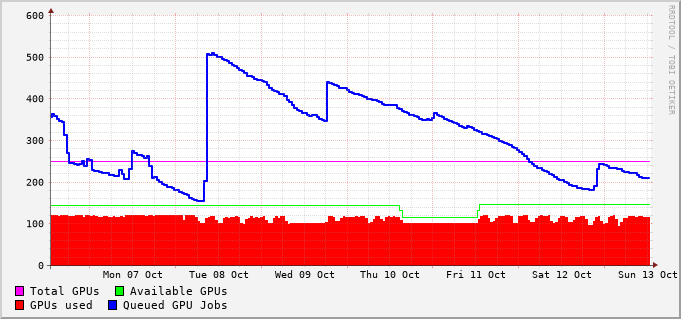 600
500
400
300
200
100
0
Mon 07 Oct Tue 08 Oct Wed 09 Oct Thu 10 Oct Fri 11 Oct Sat 12 Oct Sun 13 Oct
Total GPUs Available GPUs
GPUs used Queued GPU Jobs
RRDTOOL / TOBI OETIKER